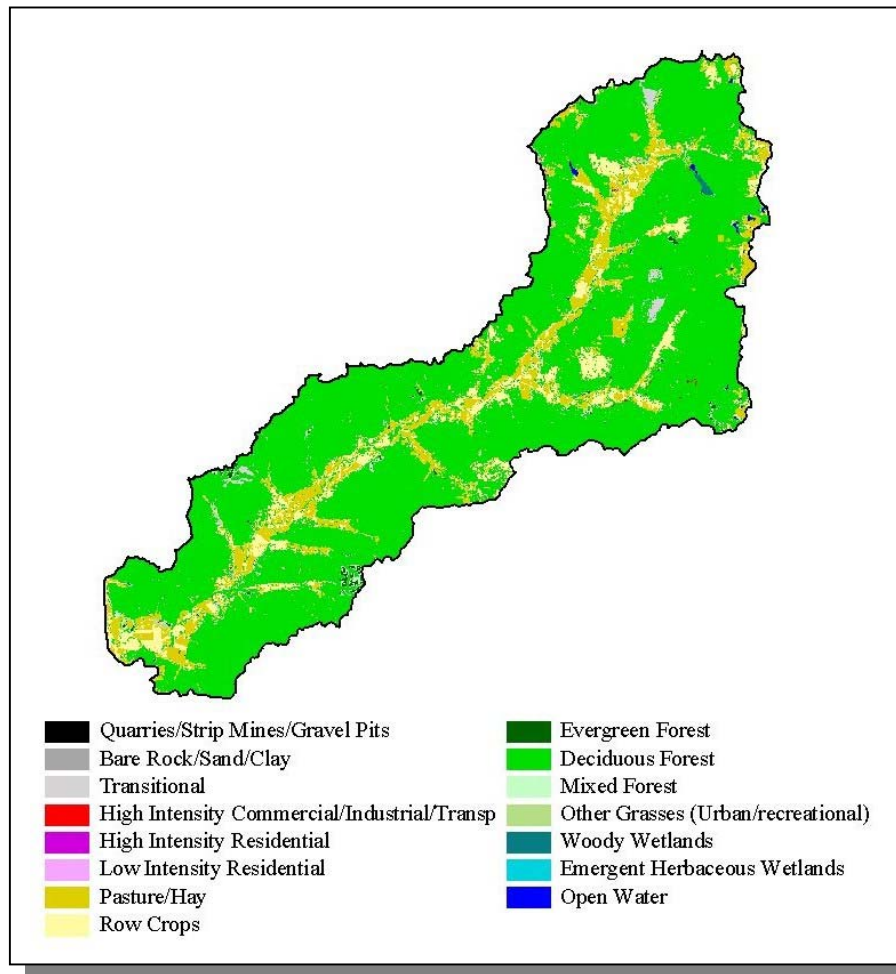 Quarries/Strip Mines/Gravel Pits
Bare Rock/Sand/Clay
Transitional
High Intensity Commercial/Industrial/Transp
High Intensity Residential
Low Intensity Residential
Pasture/Hay
Row Crops
Evergreen Forest
Deciduous Forest
Mixed Forest
Other Grasses (Urban/recreational)
Woody Wetlands
Emergent Herbaceous Wetlands
Open Water